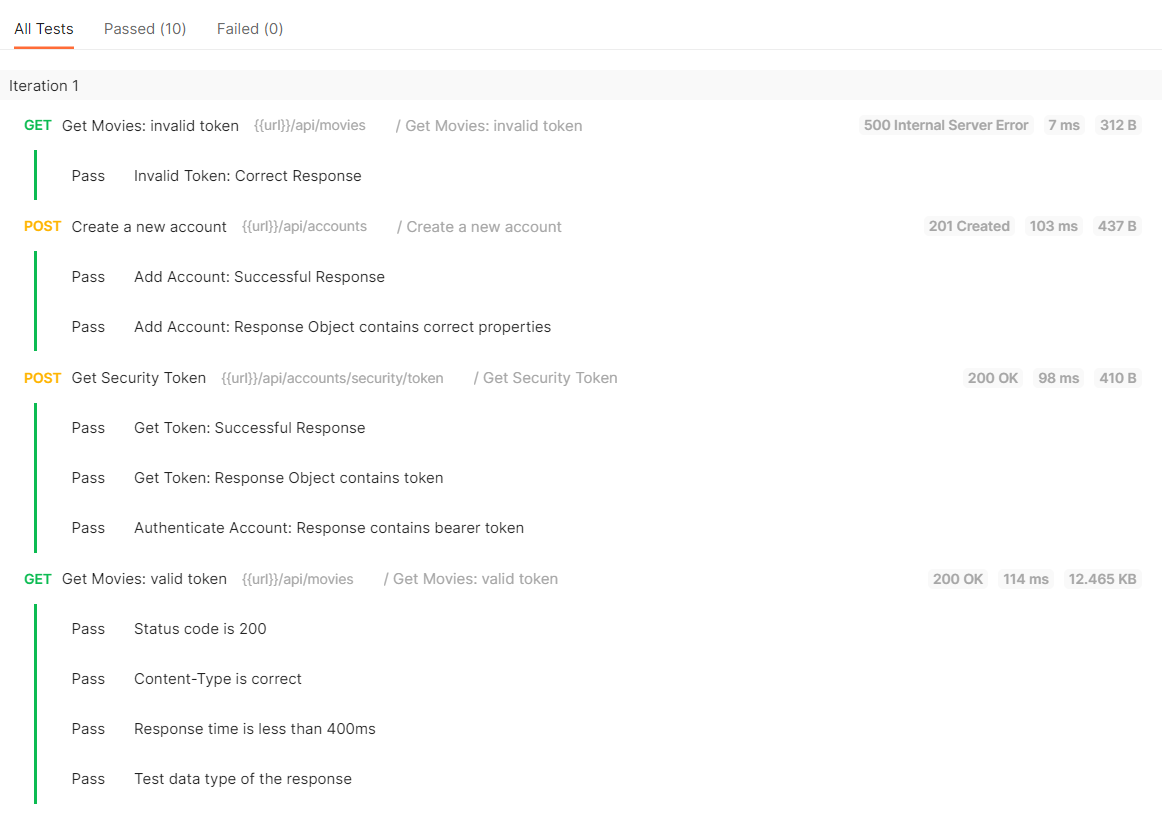 All Tests Passed (10) Failed (0)
Iteration 1
GET Get Movies: invalid token {{url}}/api/movies / Get Movies: invalid token 500 Internal Server Error 7 ms 312 B
Pass Invalid Token: Correct Response
POST Create a new account {{url}}/api/accounts / Create a new account 201 Created 103 ms 437 B
Pass Add Account: Successful Response
Pass Add Account: Response Object contains correct properties
POST Get Security Token {{url}}/api/accounts/security/token / Get Security Token 200 OK 98 ms 410 B
Pass Get Token: Successful Response
Pass Get Token: Response Object contains token
Pass Authenticate Account: Response contains bearer token
GET Get Movies: valid token {{url}}/api/movies / Get Movies: valid token 200 OK 114 ms 12.465 KB
Pass Status code is 200
Pass Content-Type is correct
Pass Response time is less than 400ms
Pass Test data type of the response